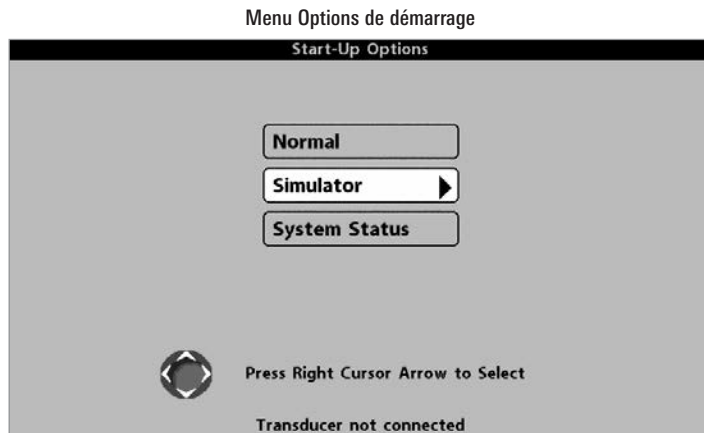 Menu Options de démarrage
Start-Up Options
Normal
Simulator
System Status
Press Right Cursor Arrow to Select
Transducer not connected